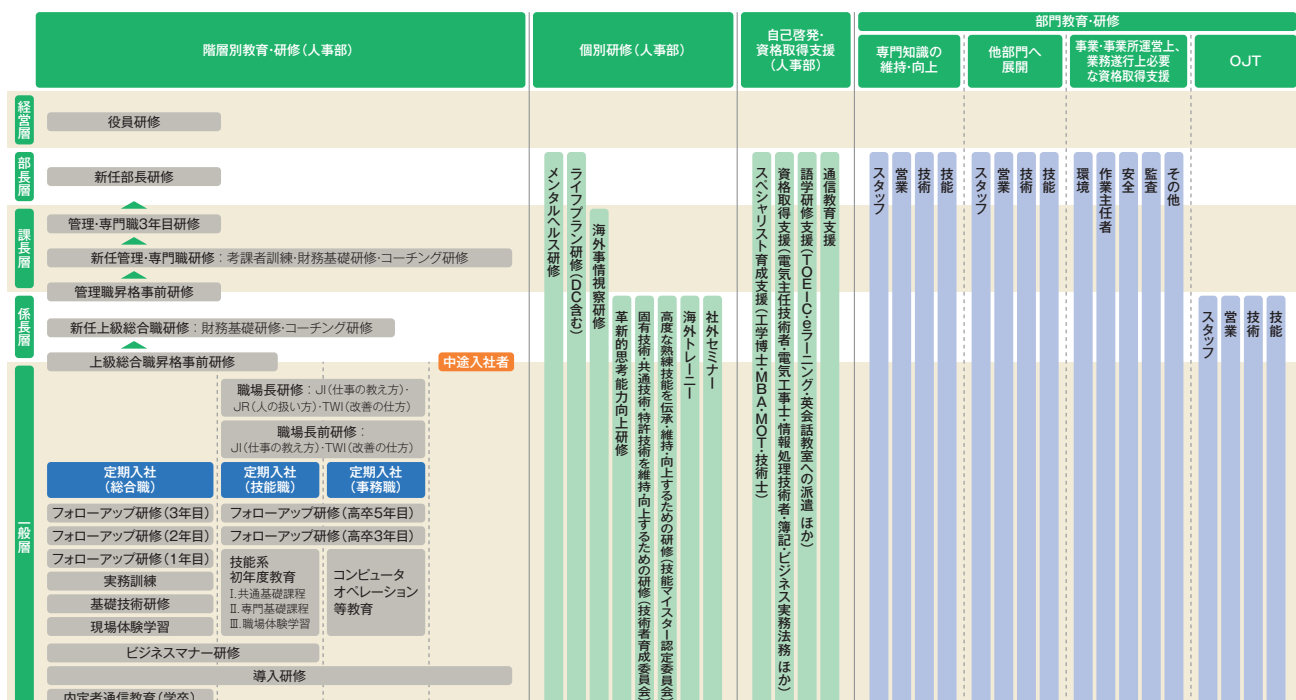 階層別教育・研修(人事部)
個別研修(人事部)
自己啓発・
資格取得支援
(人事部)
部門教育・研修
専門知識の
維持・向上
他部門へ
展開
事業・事業所運営上、
業務遂行上必要
な資格取得支援
OJT
経営層
役員研修
部長層
新任部長研修
課長層
管理・専門職3年目研修
新任管理・専門職研修：考課者訓練・財務基礎研修・コーチング研修
管理職昇格事前研修
係長層
新任上級総合職研修：財務基礎研修・コーチング研修
一般層
上級総合職昇格事前研修
中途入社者
職場長研修：JI(仕事の教え方)・
JR(人の扱い方)・TWI(改善の仕方)
職場長前研修：
JI(仕事の教え方)・TWI(改善の仕方)
定期入社
(総合職)
定期入社
(技能職)
定期入社
(事務職)
フォローアップ研修(3年目)
フォローアップ研修(高卒5年目)
フォローアップ研修(2年目)
フォローアップ研修(高卒3年目)
フォローアップ研修(1年目)
実務訓練
基礎技術研修
現場体験学習
技能系
初年度教育
Ⅰ.共通基礎課程
Ⅱ.専門基礎課程
Ⅲ.職場体験学習
コンピュータ
オペレーション
等教育
ビジネスマナー研修
導入研修
内定者通信教育(学卒)
メンタルヘルス研修
ライフプラン研修(DC含む)
海外事情視察研修
革新的思考能力向上研修
固有技術・共通技術・特許技術を維持・向上するための研修(技術者育成委員会)
高度な熟練技能を伝承・維持・向上するための研修(技能マイスター認定委員会)
海外トレーニー
社外セミナー
スペシャリスト育成支援(工学博士・MBA・MOT・技術士)
資格取得支援(電気主任技術者・電気工事士・情報処理技術者・簿記・ビジネス実務法務 ほか)
語学研修支援(TOEIC・eラーニング・英会話教室への派遣 ほか)
通信教育支援
スタッフ
営業
技術
技能
スタッフ
営業
技術
技能
環境
作業主任者
安全
監査
その他
スタッフ
営業
技術
技能